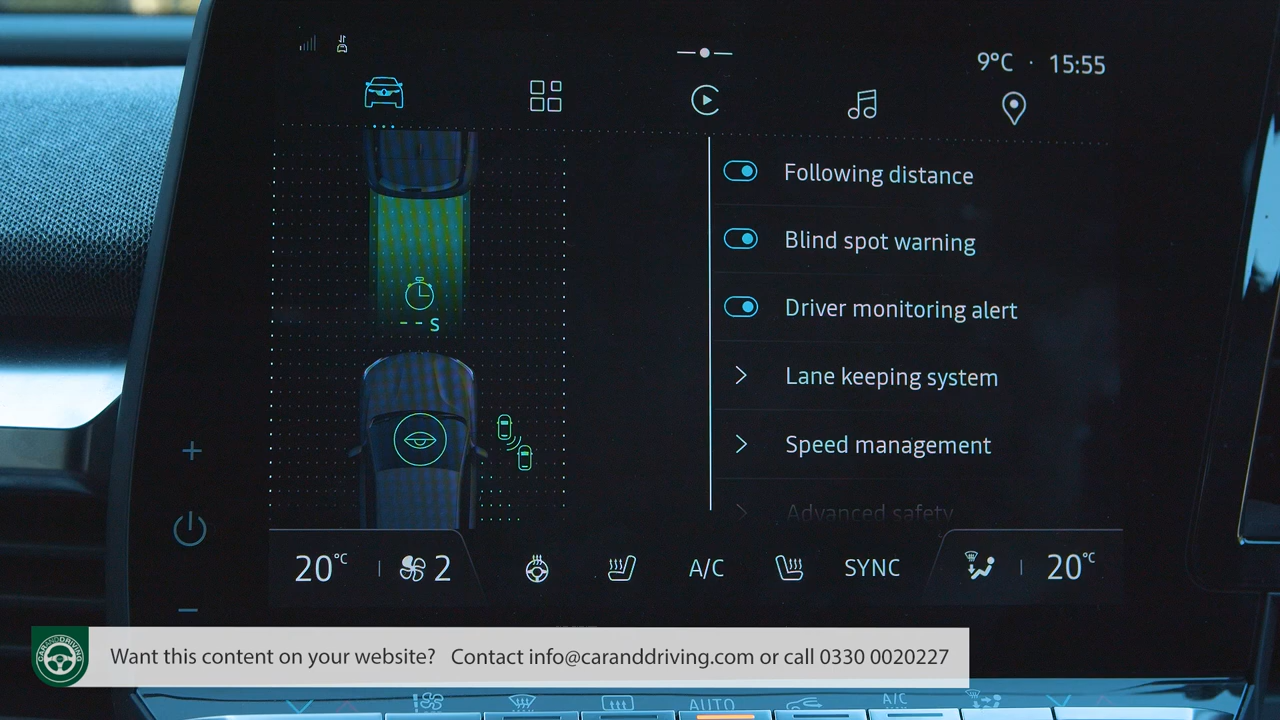 9°C · 15:55
Following distance
Blind spot warning
Driver monitoring alert
Lane keeping system
Speed management
Advanced safety
-- s
20°C
2
A/C
SYNC
20°C
CARANDDRIVING
Want this content on your website? Contact info@caranddriving.com or call 0330 0020227
AUTO
A/C